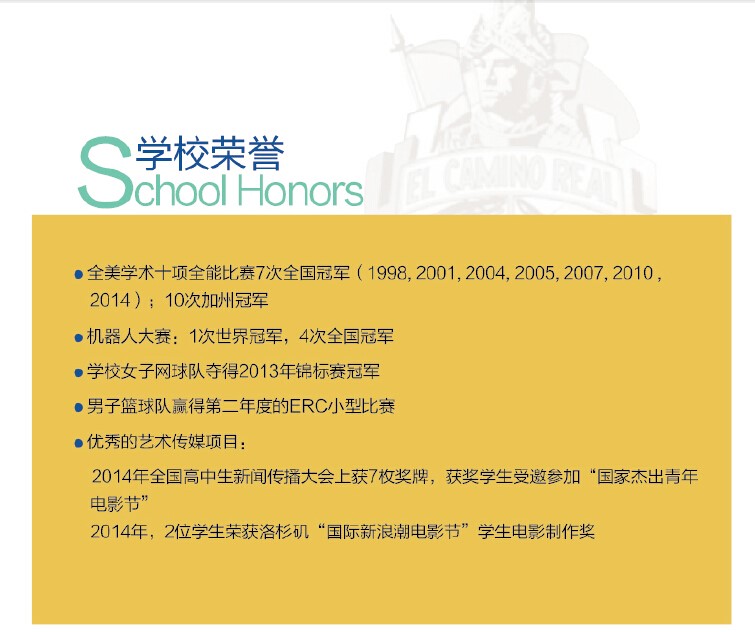 EL CAMINO REAL
学校荣誉
School Honors
●全美学术十项全能比赛7次全国冠军（1998, 2001, 2004, 2005, 2007, 2010 ,
2014）；10次加州冠军
●机器人大赛：1次世界冠军，4次全国冠军
●学校女子网球队夺得2013年锦标赛冠军
●男子篮球队赢得第二年度的ERC小型比赛
●优秀的艺术传媒项目：
2014年全国高中生新闻传播大会上获7枚奖牌，获奖学生受邀参加“国家杰出青年
电影节”
2014年，2位学生荣获洛杉矶“国际新浪潮电影节”学生电影制作奖